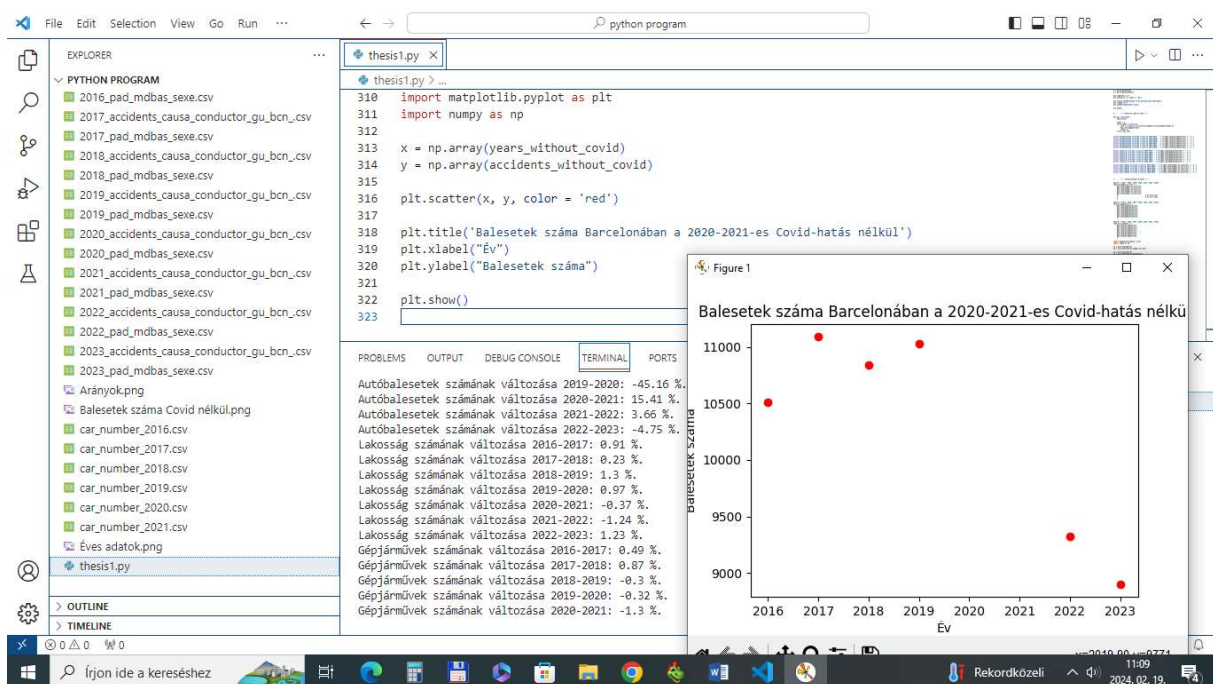 File Edit Selection View Go Run ···
python program
EXPLORER ···
PYTHON PROGRAM
2016_pad_mdbas_sexe.csv
2017_accidents_causa_conductor_gu_bcn_.csv
2017_pad_mdbas_sexe.csv
2018_accidents_causa_conductor_gu_bcn_.csv
2018_pad_mdbas_sexe.csv
2019_accidents_causa_conductor_gu_bcn_.csv
2019_pad_mdbas_sexe.csv
2020_accidents_causa_conductor_gu_bcn_.csv
2020_pad_mdbas_sexe.csv
2021_accidents_causa_conductor_gu_bcn_.csv
2021_pad_mdbas_sexe.csv
2022_accidents_causa_conductor_gu_bcn_.csv
2022_pad_mdbas_sexe.csv
2023_accidents_causa_conductor_gu_bcn_.csv
2023_pad_mdbas_sexe.csv
Arányok.png
Balesetek száma Covid nélkül.png
car_number_2016.csv
car_number_2017.csv
car_number_2018.csv
car_number_2019.csv
car_number_2020.csv
car_number_2021.csv
Éves adatok.png
thesis1.py
OUTLINE
TIMELINE
thesis1.py
thesis1.py > ...
310 import matplotlib.pyplot as plt
311 import numpy as np
312
313 x = np.array(years_without_covid)
314 y = np.array(accidents_without_covid)
315
316 plt.scatter(x, y, color = 'red')
317
318 plt.title('Balesetek száma Barcelonában a 2020-2021-es Covid-hatás nélkül')
319 plt.xlabel("Év")
320 plt.ylabel("Balesetek száma")
321
322 plt.show()
323
PROBLEMS OUTPUT DEBUG CONSOLE TERMINAL PORTS
Autóbalesetek számának változása 2019-2020: -45.16 %.
Autóbalesetek számának változása 2020-2021: 15.41 %.
Autóbalesetek számának változása 2021-2022: 3.66 %.
Autóbalesetek számának változása 2022-2023: -4.75 %.
Lakosság számának változása 2016-2017: 0.91 %.
Lakosság számának változása 2017-2018: 0.23 %.
Lakosság számának változása 2018-2019: 1.3 %.
Lakosság számának változása 2019-2020: 0.97 %.
Lakosság számának változása 2020-2021: -0.37 %.
Lakosság számának változása 2021-2022: -1.24 %.
Lakosság számának változása 2022-2023: 1.23 %.
Gépjárművek számának változása 2016-2017: 0.49 %.
Gépjárművek számának változása 2017-2018: 0.87 %.
Gépjárművek számának változása 2018-2019: -0.3 %.
Gépjárművek számának változása 2019-2020: -0.32 %.
Gépjárművek számának változása 2020-2021: -1.3 %.
Figure 1
Balesetek száma Barcelonában a 2020-2021-es Covid-hatás nélkü
11000
10500
10000
9500
9000
Balesetek száma
2016 2017 2018 2019 2020 2021 2022 2023
Év
0 0 0
Írjon ide a kereséshez
Rekordközeli
11:09
2024. 02. 19.
4